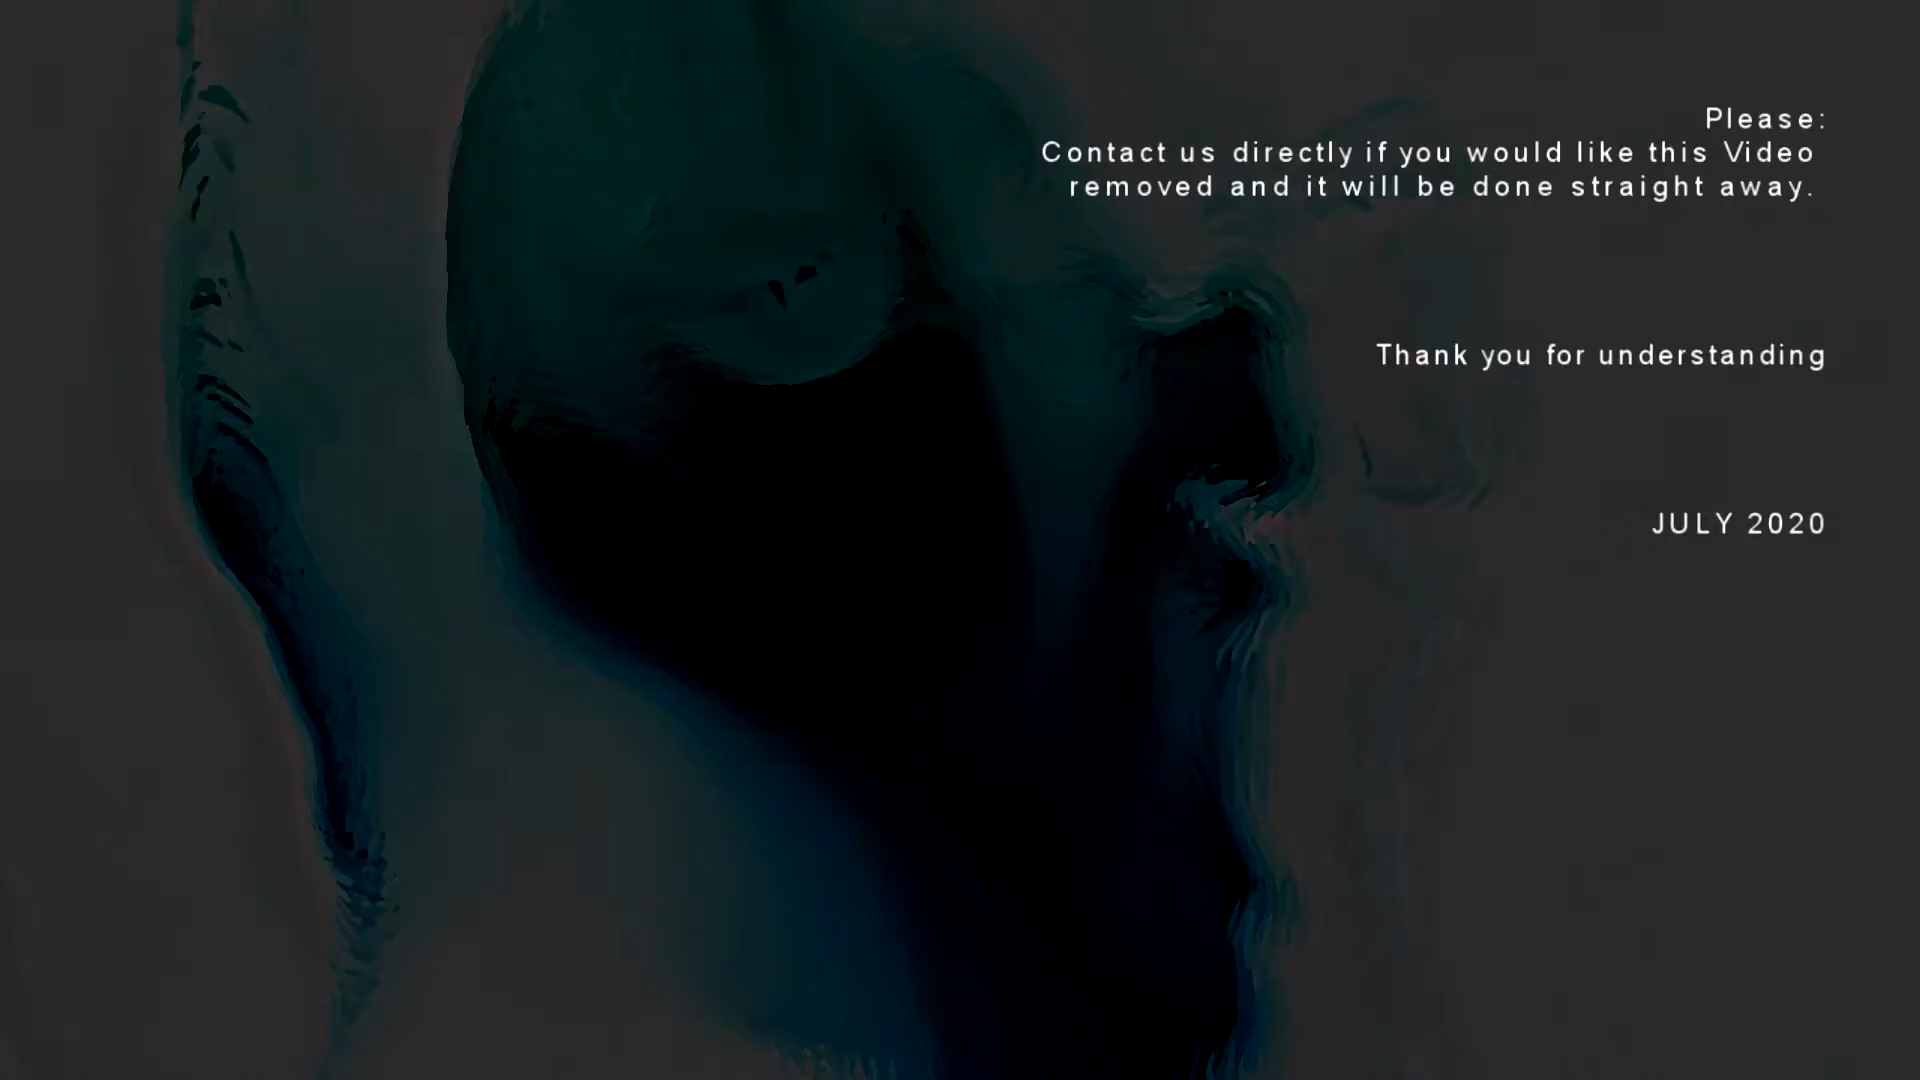 Please:
Contact us directly if you would like this Video
removed and it will be done straight away.
Thank you for understanding
JULY 2020